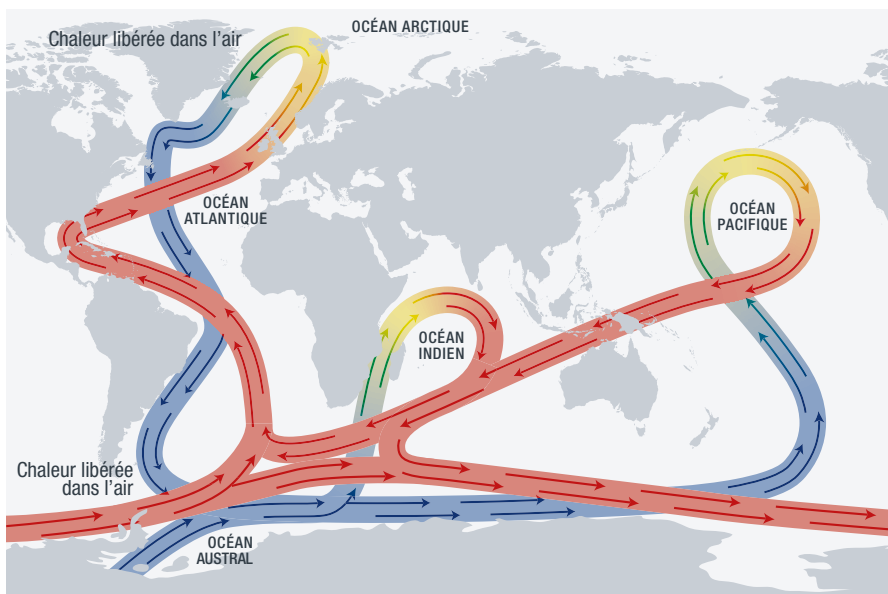 Chaleur libérée dans l'air
OCÉAN ARCTIQUE
OCÉAN
ATLANTIQUE
OCÉAN
PACIFIQUE
OCÉAN
INDIEN
Chaleur libérée
dans l'air
OCÉAN
AUSTRAL